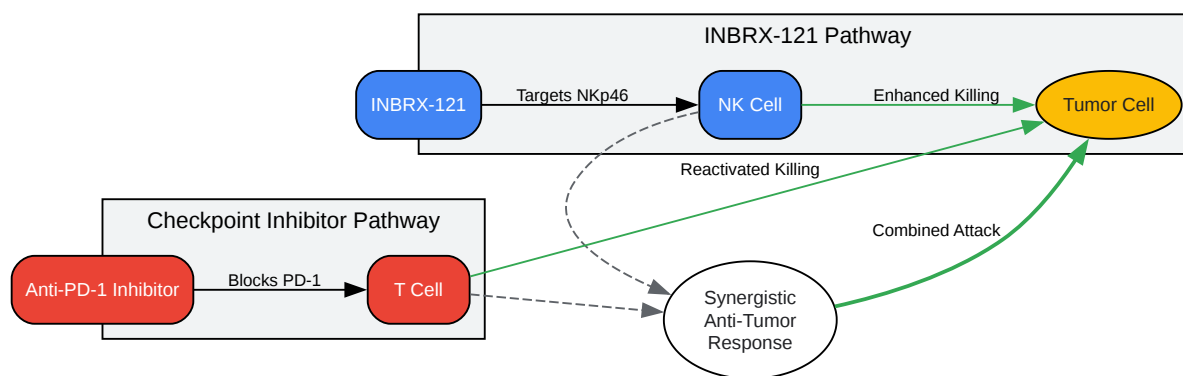 INBRX-121 Pathway
INBRX-121
Targets NKp46
NK Cell
Enhanced Killing
Tumor Cell
Reactivated Killing
Checkpoint Inhibitor Pathway
Anti-PD-1 Inhibitor
Blocks PD-1
T Cell
Combined Attack
Synergistic
Anti-Tumor
Response